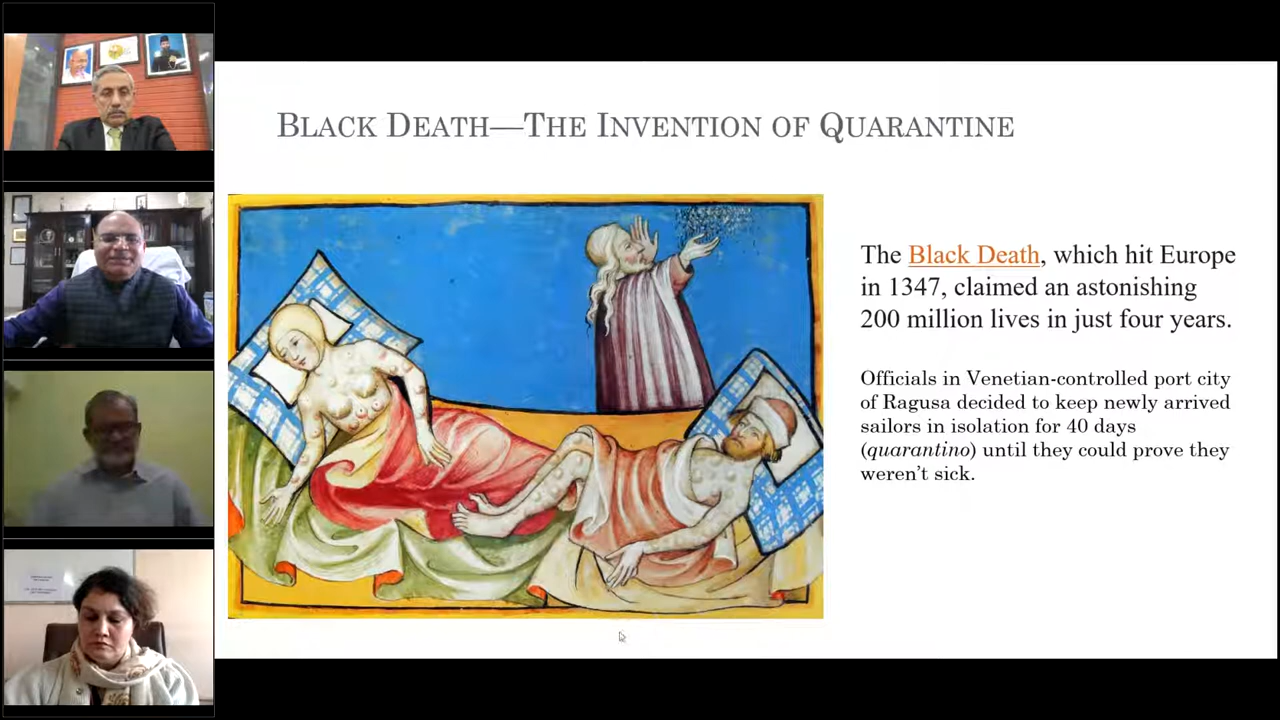 BLACK DEATH—THE INVENTION OF QUARANTINE
The Black Death, which hit Europe
in 1347, claimed an astonishing
200 million lives in just four years.
Officials in Venetian-controlled port city
of Ragusa decided to keep newly arrived
sailors in isolation for 40 days
(quarantino) until they could prove they
weren't sick.